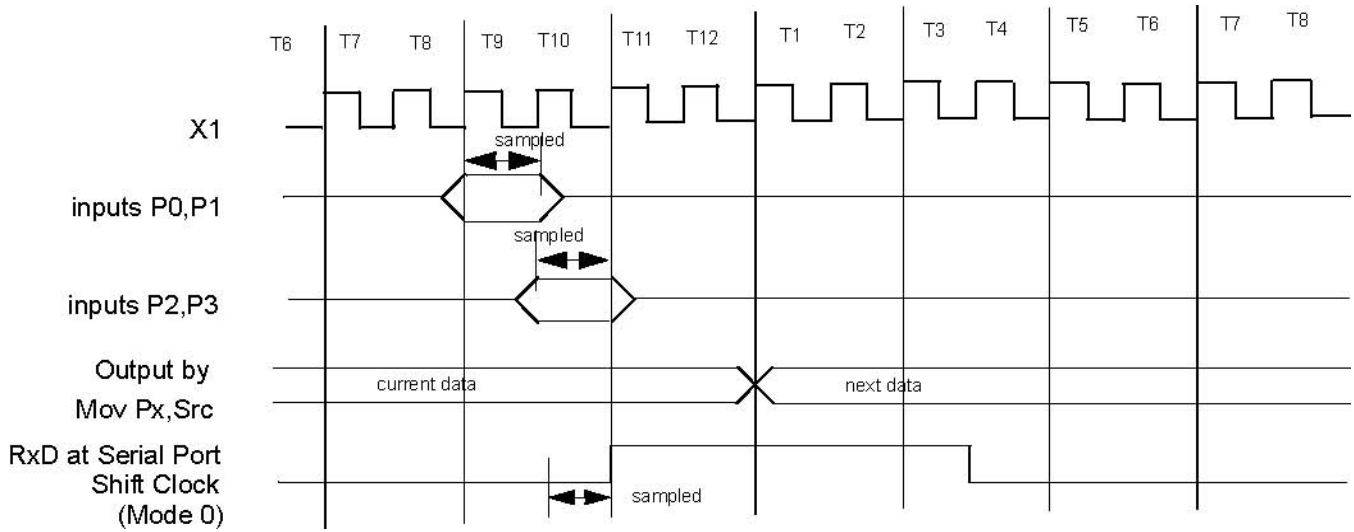 T6 T7 T8 T9 T10 T11 T12 T1 T2 T3 T4 T5 T6 T7 T8
X1
sampled
inputs P0,P1
sampled
inputs P2,P3
Output by
current data next data
Mov Px,Src
RxD at Serial Port
Shift Clock
sampled
(Mode 0)